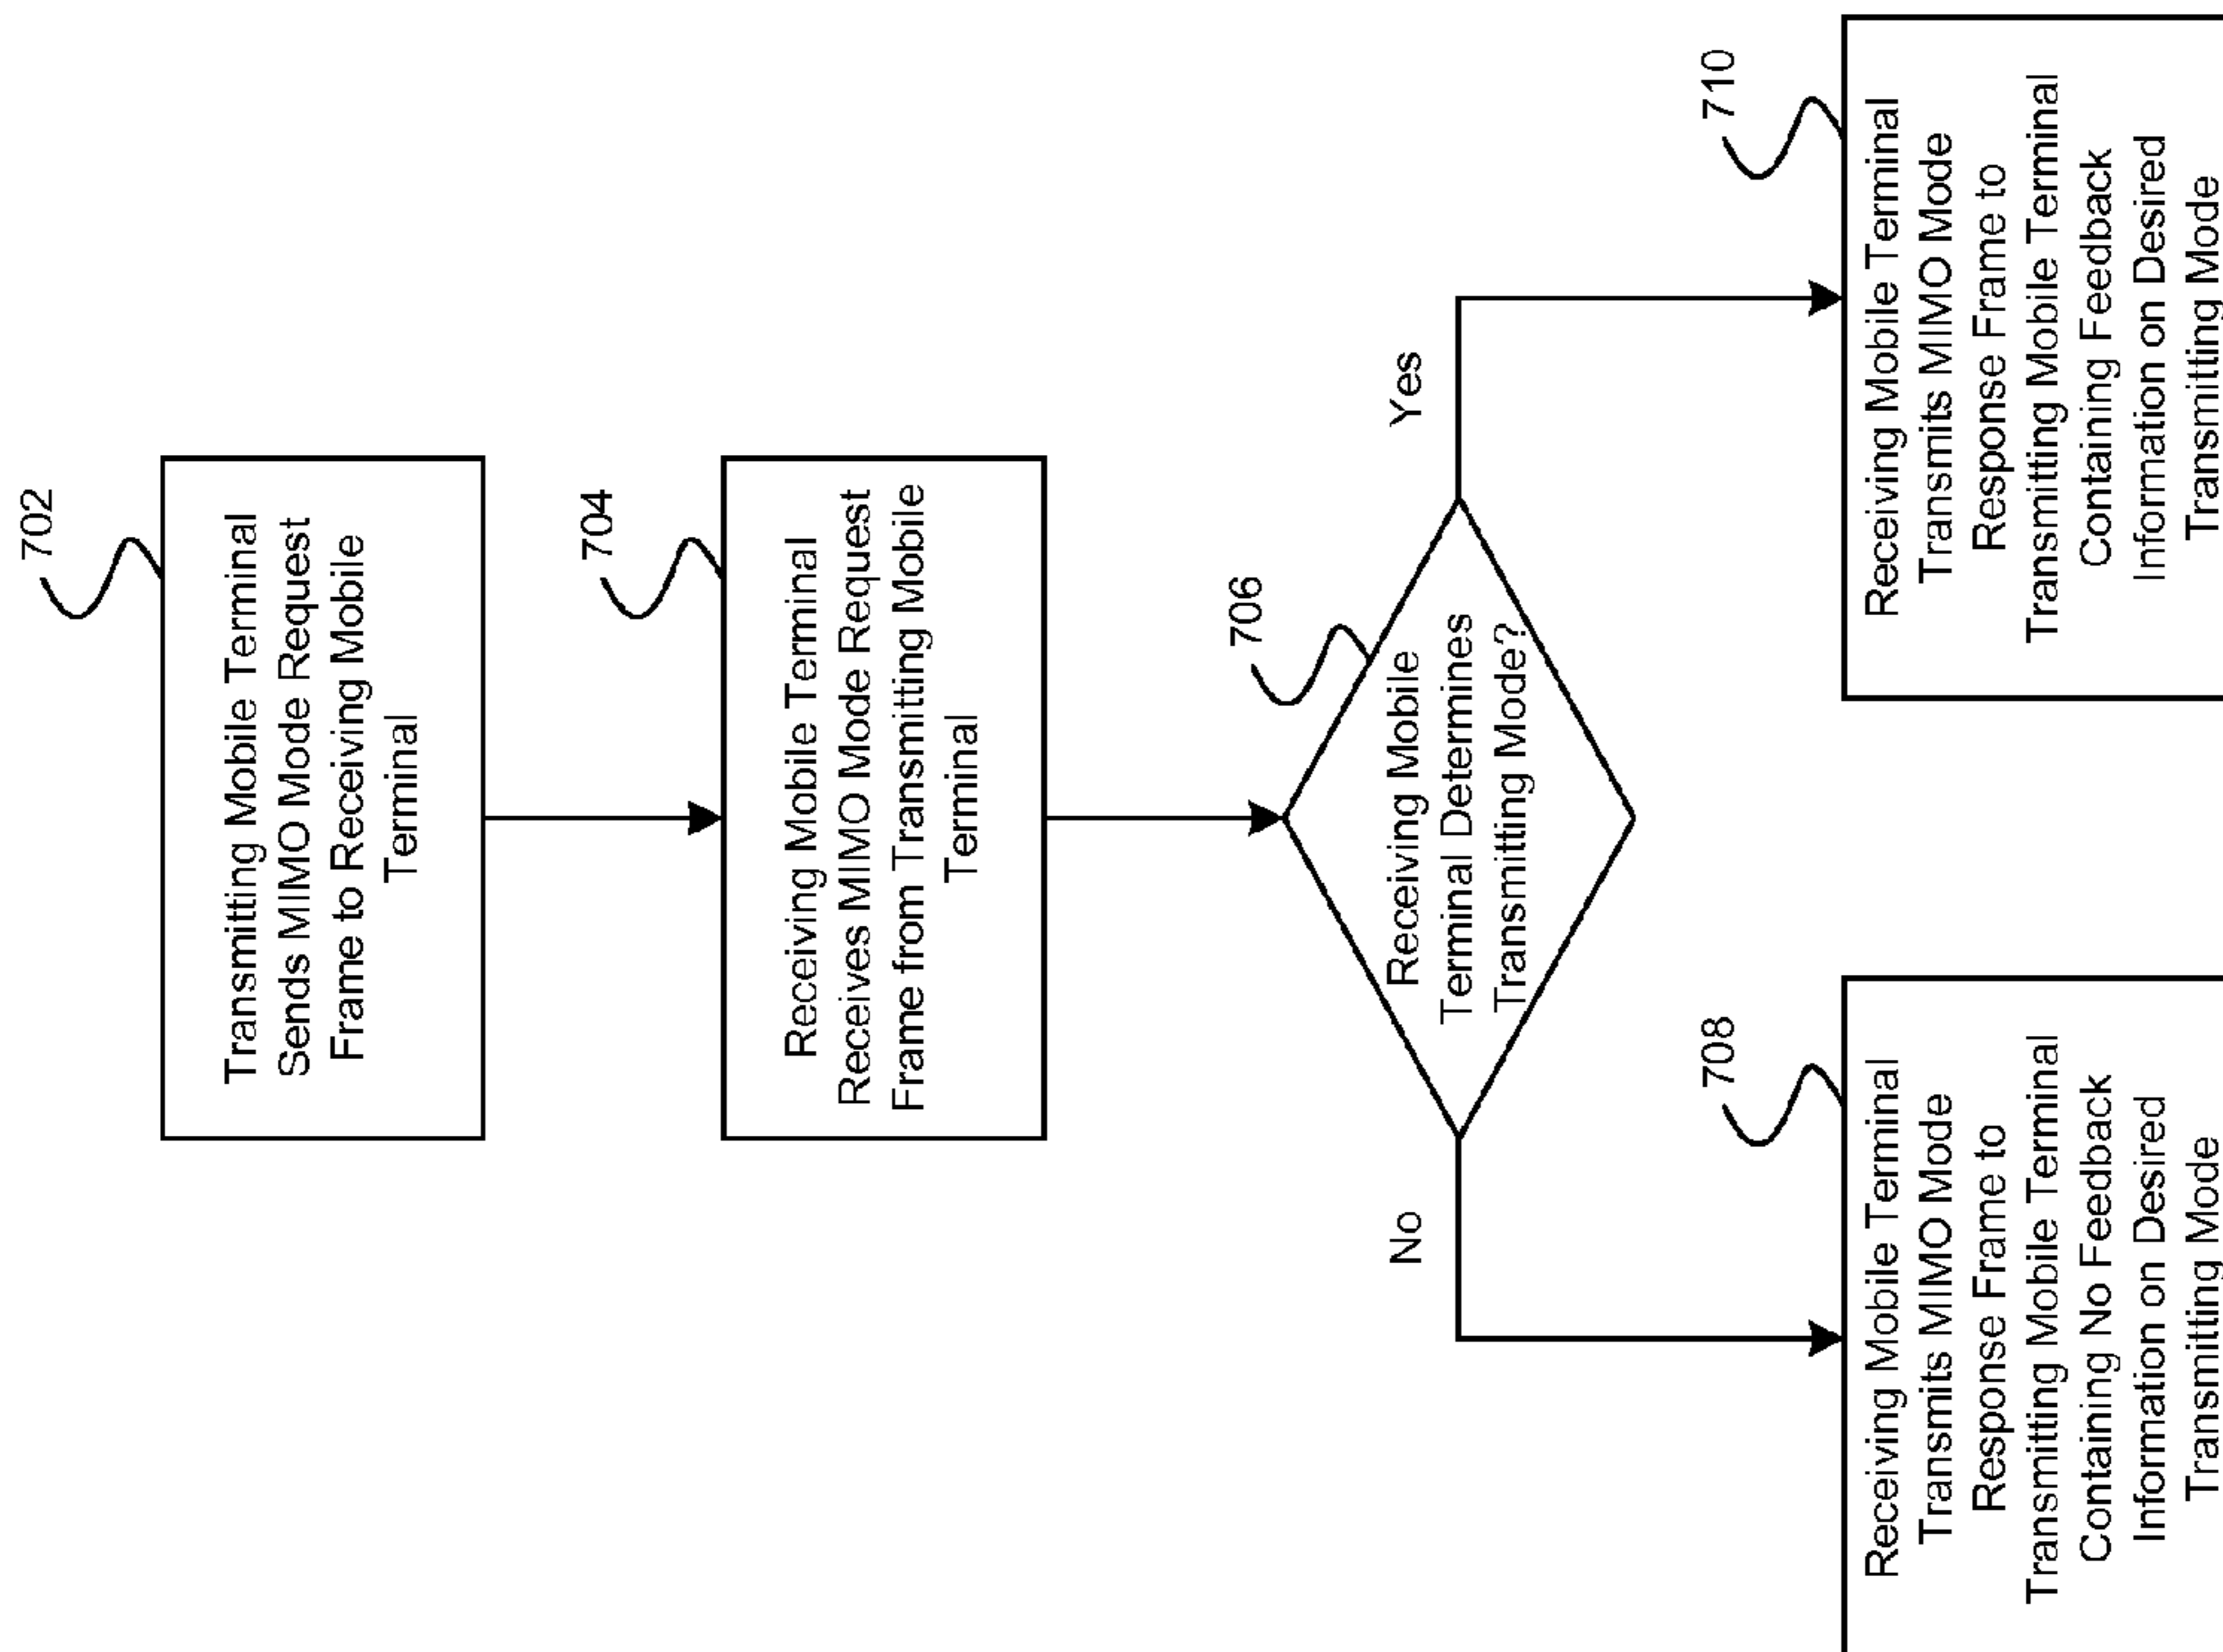 702
Transmitting Mobile Terminal
Sends MIMO Mode Request
Frame to Receiving Mobile
Terminal
704
Receiving Mobile Terminal
Receives MIMO Mode Request
Frame from Transmitting Mobile
Terminal
706
Receiving Mobile
Terminal Determines
Transmitting Mode?
No
Yes
708
Receiving Mobile Terminal
Transmits MIMO Mode
Response Frame to
Transmitting Mobile Terminal
Containing No Feedback
Information on Desired
Transmitting Mode
710
Receiving Mobile Terminal
Transmits MIMO Mode
Response Frame to
Transmitting Mobile Terminal
Containing Feedback
Information on Desired
Transmitting Mode